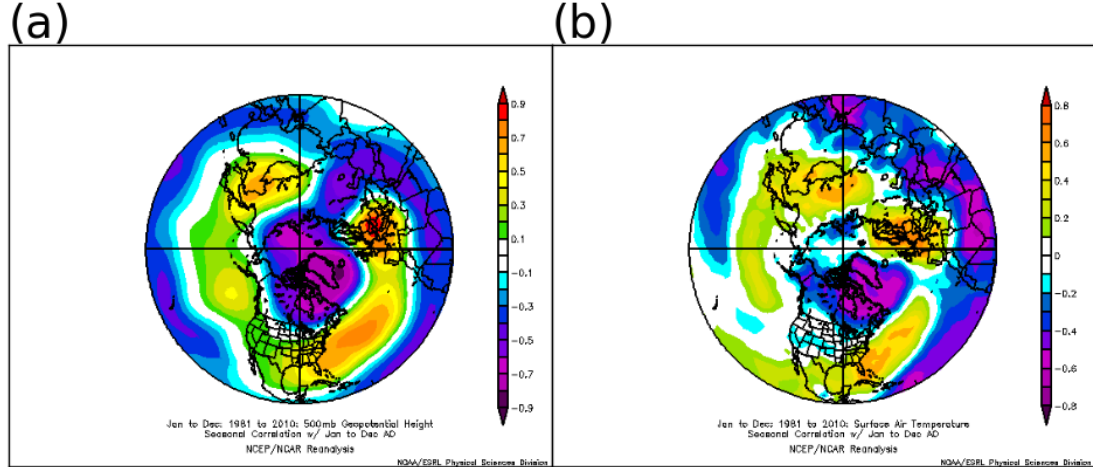 (a)
(b)
0.9
0.7
0.5
0.3
0.1
-0.1
-0.3
-0.5
-0.7
-0.9
0.8
0.6
0.4
0.2
0
-0.2
-0.4
-0.6
-0.8
Jan to Dec: 1981 to 2010: 500mb Geopotential Height
Seasonal Correlation w/ Jan to Dec AO
NCEP/NCAR Reanalysis
NOAA/ESRL Physical Sciences Division
Jan to Dec: 1981 to 2010: Surface Air Temperature
Seasonal Correlation w/ Jan to Dec AO
NCEP/NCAR Reanalysis
NOAA/ESRL Physical Sciences Division